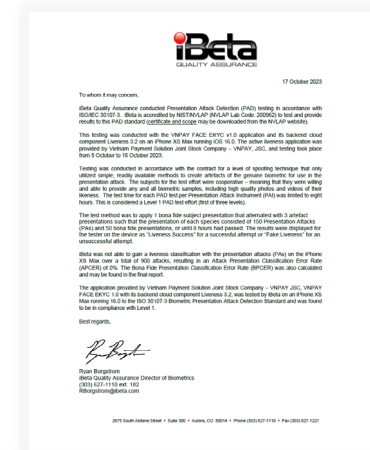 iBeta
QUALITY ASSURANCE
17 October 2023
To whom it may concern,
iBeta Quality Assurance conducted Presentation Attack Detection (PAD) testing in accordance with
ISO/IEC 30107-3. iBeta is accredited by NIST/NVLAP (NVLAP Lab Code: 200962) to test and provide
results to this PAD standard (certificate and scope may be downloaded from the NVLAP website).
This testing was conducted with the VNPAY FACE EKYC v1.0 application and its backend cloud
component Liveness 3.2 on an iPhone XS Max running iOS 16.0. The active liveness application was
provided by Vietnam Payment Solution Joint Stock Company – VNPAY, JSC, and testing took place
from 5 October to 16 October 2023.
Testing was conducted in accordance with the contract for a level of spoofing technique that only
utilized simple, readily available methods to create artefacts of the genuine biometric for use in the
presentation attack. The subjects for the test effort were cooperative – meaning that they were willing
and able to provide any and all biometric samples, including high quality photos and videos of their
likeness. The test time for each PAD test per Presentation Attack Instrument (PAI) was limited to eight
hours. This is considered a Level 1 PAD test effort (first of three levels).
The test method was to apply 1 bona fide subject presentation that alternated with 3 artefact
presentations such that the presentation of each species consisted of 150 Presentation Attacks
(PAs) and 50 bona fide presentations, or until 8 hours had passed. The results were displayed for
the tester on the device as "Liveness Success" for a successful attempt or "Fake Liveness" for an
unsuccessful attempt.
iBeta was not able to gain a liveness classification with the presentation attacks (PAs) on the iPhone
XS Max over a total of 900 attacks, resulting in an Attack Presentation Classification Error Rate
(APCER) of 0%. The Bona Fide Presentation Classification Error Rate (BPCER) was also calculated
and may be found in the final report.
The application provided by Vietnam Payment Solution Joint Stock Company – VNPAY JSC, VNPAY
FACE EKYC 1.0 with its backend cloud component Liveness 3.2, was tested by iBeta on an iPhone XS
Max running 16.0 to the ISO 30107-3 Biometric Presentation Attack Detection Standard and was found
to be in compliance with Level 1.
Best regards,
Ryan Borgstrom
iBeta Quality Assurance Director of Biometrics
(303) 627-1110 ext. 182
RBorgstrom@ibeta.com
2675 South Abilene Street • Suite 300 • Aurora, CO 80014 • Phone (303) 627-1110 • Fax (303) 627-1221